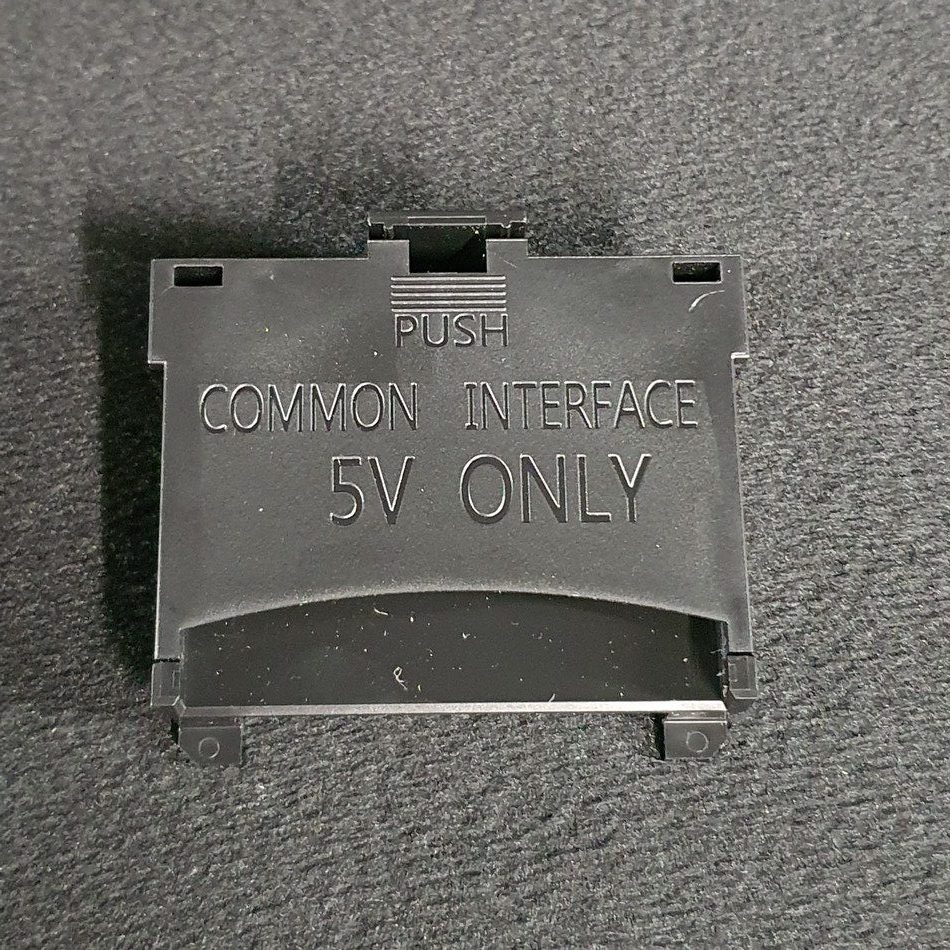 PUSH
COMMON INTERFACE
5V ONLY